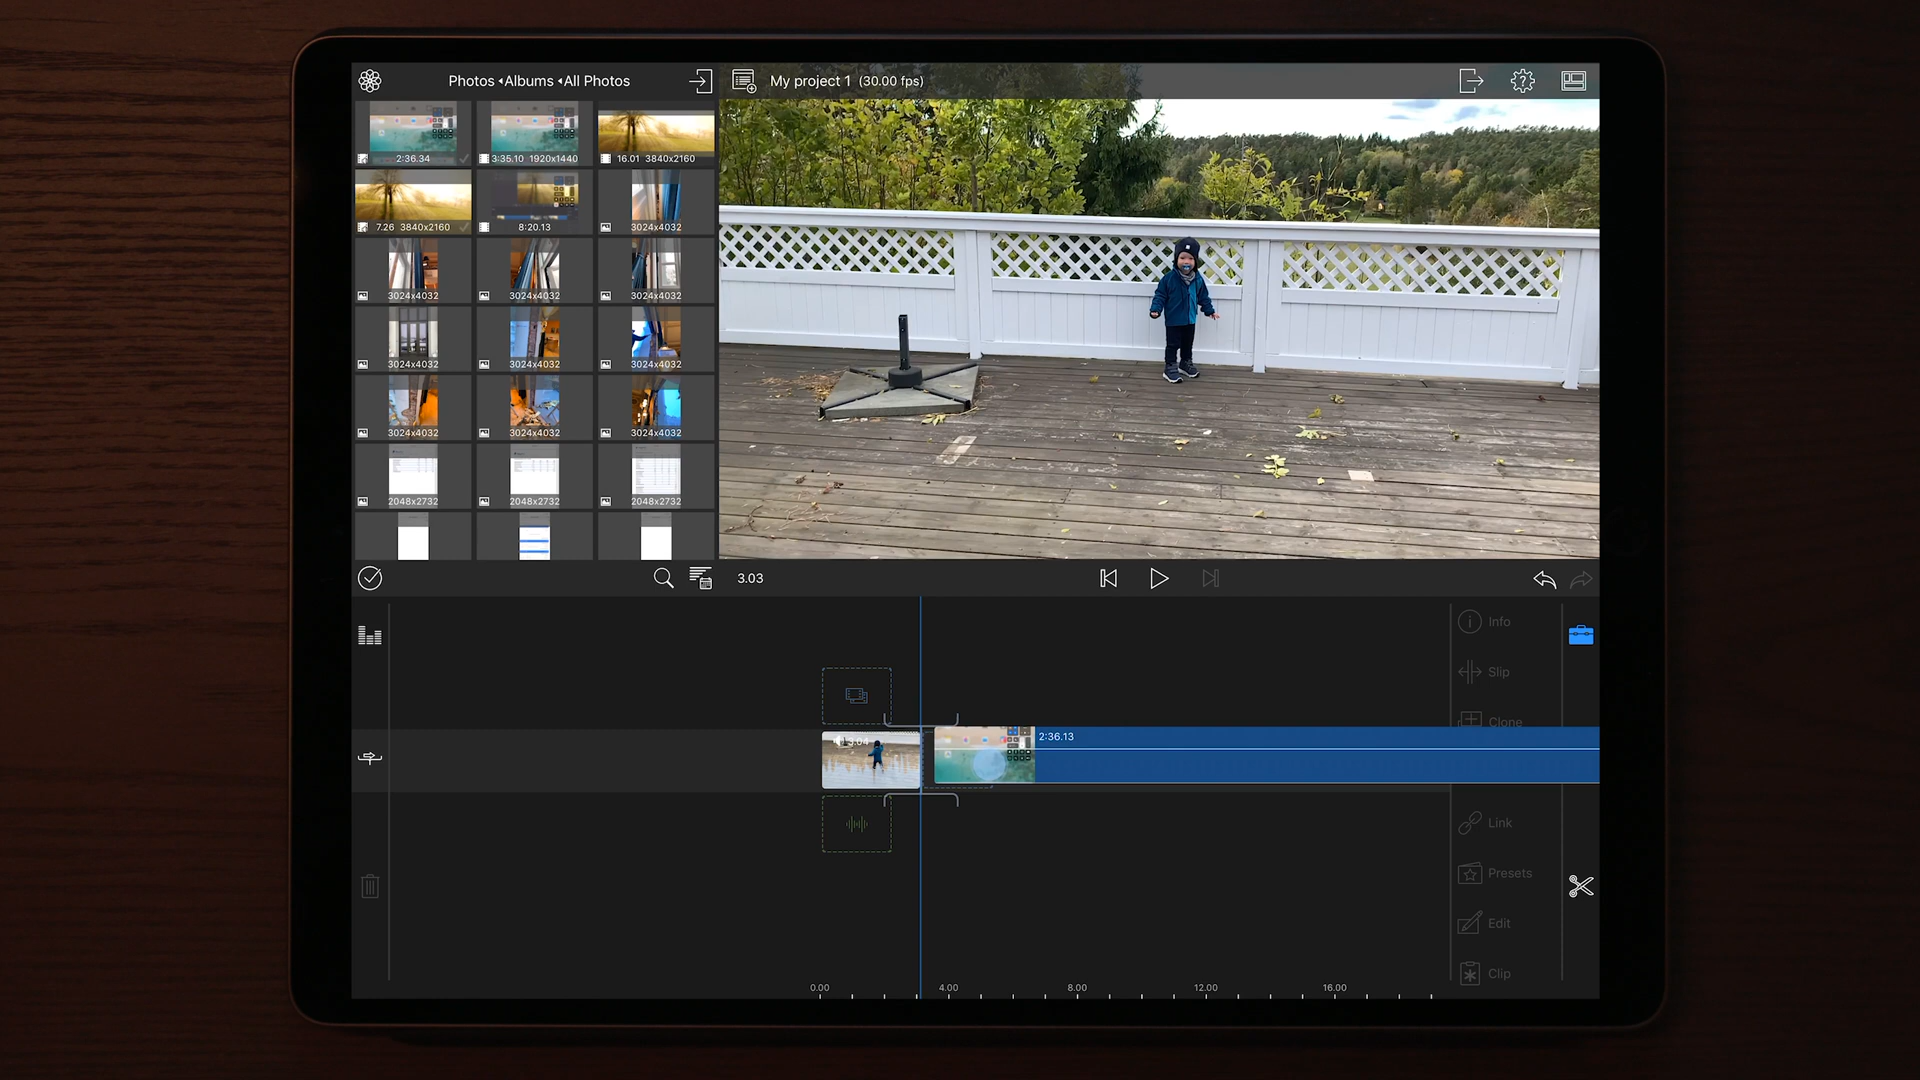 Photos ◂Albums ◂All Photos
My project 1 (30.00 fps)
2:36.34
3:35.10 1920x1440
16.01 3840x2160
7.26 3840x2160
8:20.13
3024x4032
3024x4032
3024x4032
3024x4032
3024x4032
3024x4032
3024x4032
3024x4032
3024x4032
3024x4032
2048x2732
2048x2732
2048x2732
3.03
Info
Slip
Clone
3.04
2:36.13
Link
Presets
Edit
Clip
0.00
4.00
8.00
12.00
16.00